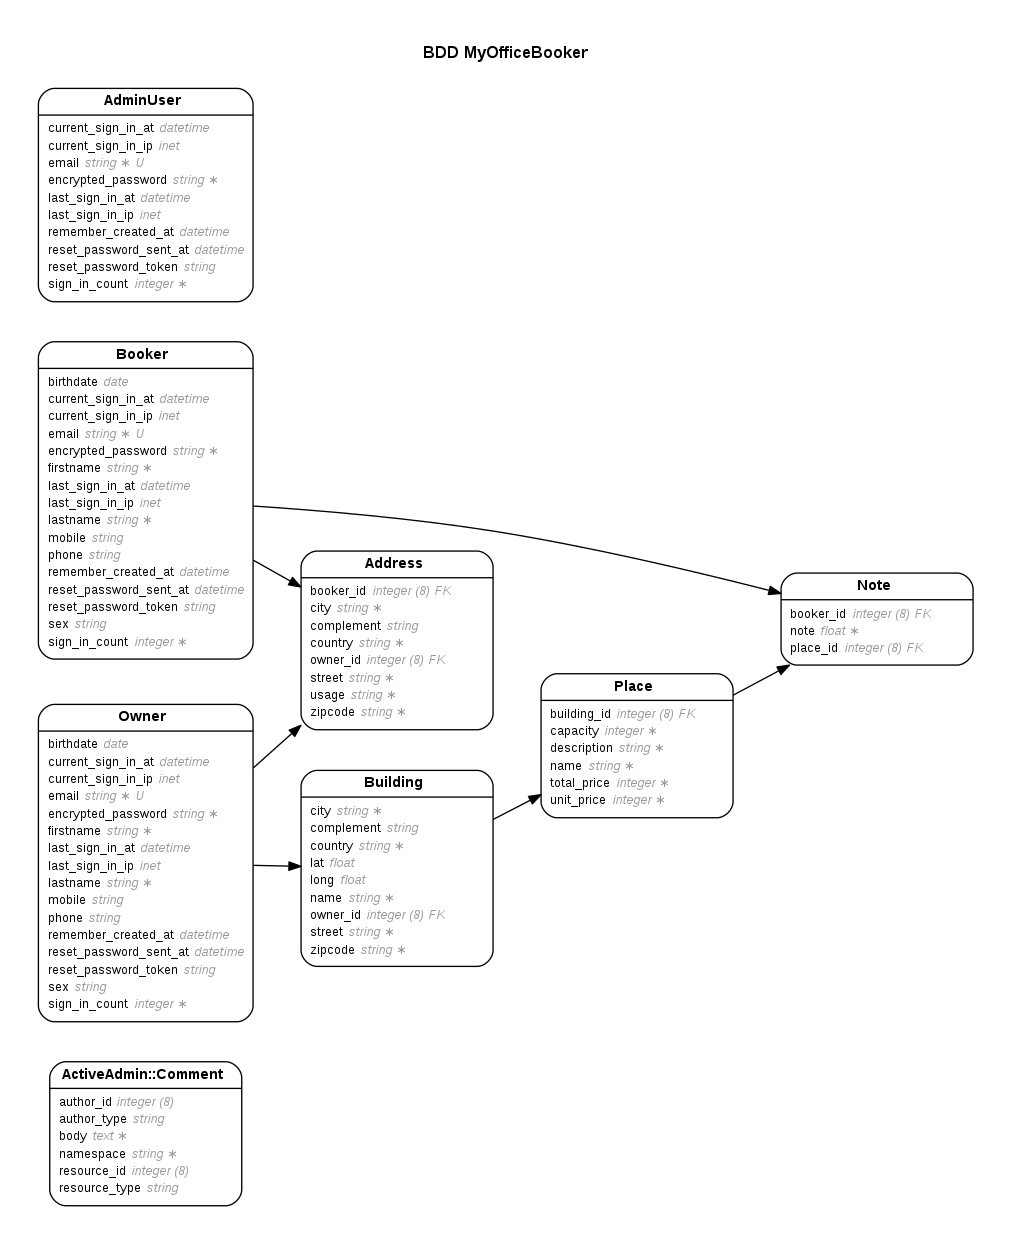 BDD MyOfficeBooker
AdminUser
current_sign_in_at datetime
current_sign_in_ip inet
email string ∗ U
encrypted_password string ∗
last_sign_in_at datetime
last_sign_in_ip inet
remember_created_at datetime
reset_password_sent_at datetime
reset_password_token string
sign_in_count integer ∗
Booker
birthdate date
current_sign_in_at datetime
current_sign_in_ip inet
email string ∗ U
encrypted_password string ∗
firstname string ∗
last_sign_in_at datetime
last_sign_in_ip inet
lastname string ∗
mobile string
phone string
remember_created_at datetime
reset_password_sent_at datetime
reset_password_token string
sex string
sign_in_count integer ∗
Address
booker_id integer (8) FK
city string ∗
complement string
country string ∗
owner_id integer (8) FK
street string ∗
usage string ∗
zipcode string ∗
Note
booker_id integer (8) FK
note float ∗
place_id integer (8) FK
Place
building_id integer (8) FK
capacity integer ∗
description string ∗
name string ∗
total_price integer ∗
unit_price integer ∗
Owner
birthdate date
current_sign_in_at datetime
current_sign_in_ip inet
email string ∗ U
encrypted_password string ∗
firstname string ∗
last_sign_in_at datetime
last_sign_in_ip inet
lastname string ∗
mobile string
phone string
remember_created_at datetime
reset_password_sent_at datetime
reset_password_token string
sex string
sign_in_count integer ∗
Building
city string ∗
complement string
country string ∗
lat float
long float
name string ∗
owner_id integer (8) FK
street string ∗
zipcode string ∗
ActiveAdmin::Comment
author_id integer (8)
author_type string
body text ∗
namespace string ∗
resource_id integer (8)
resource_type string